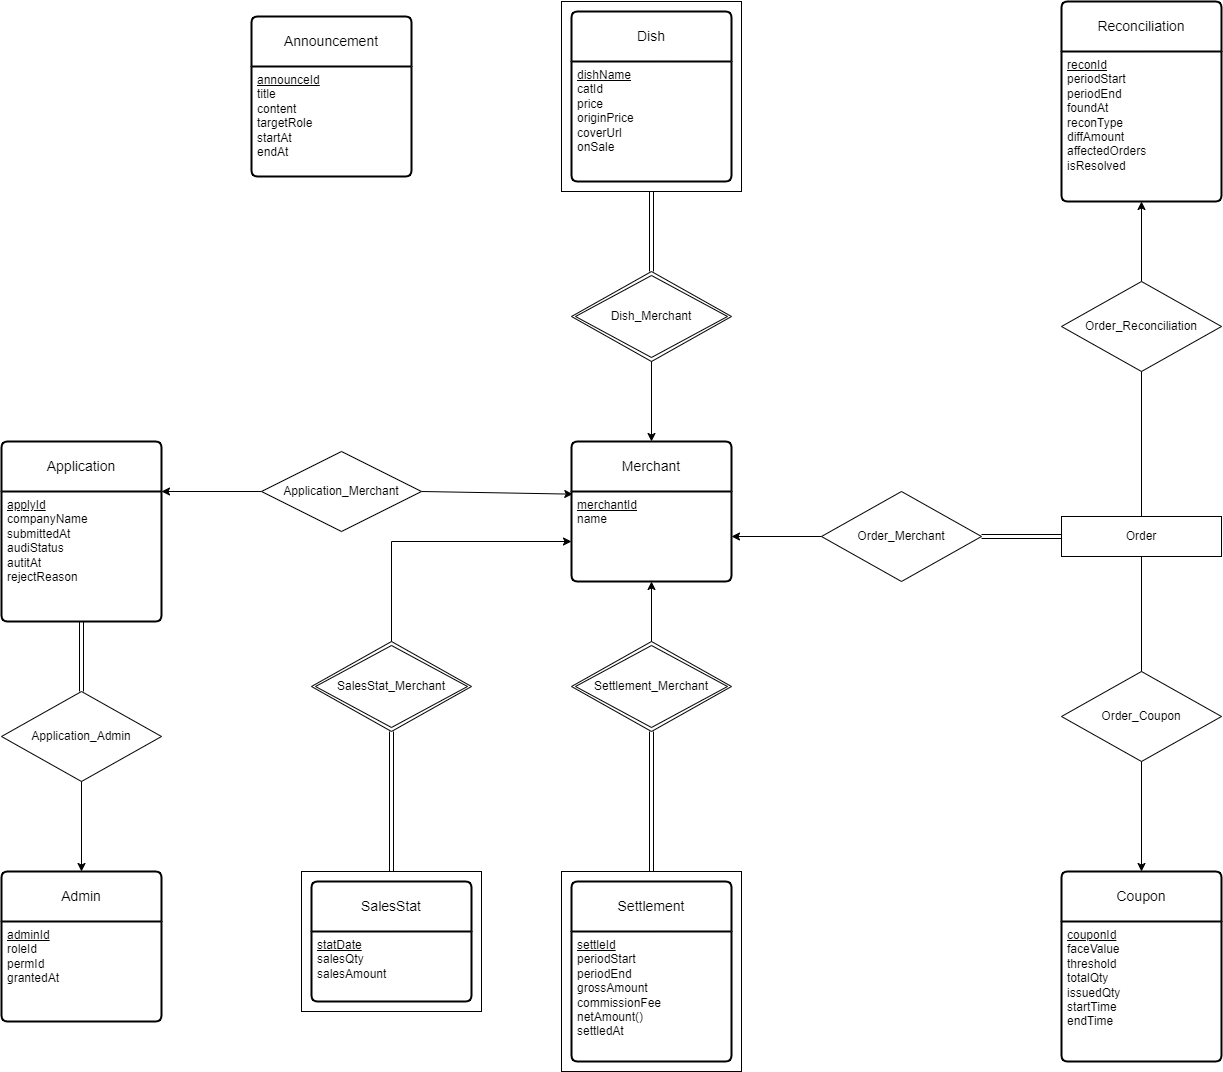 Announcement
announceId
title
content
targetRole
startAt
endAt
Dish
dishName
catId
price
originPrice
coverUrl
onSale
Reconciliation
reconId
periodStart
periodEnd
foundAt
reconType
diffAmount
affectedOrders
isResolved
Dish_Merchant
Order_Reconciliation
Application
applyId
companyName
submittedAt
audiStatus
autitAt
rejectReason
Application_Merchant
Merchant
merchantId
name
Order_Merchant
Order
SalesStat_Merchant
Settlement_Merchant
Order_Coupon
Application_Admin
Admin
adminId
roleId
permId
grantedAt
SalesStat
statDate
salesQty
salesAmount
Settlement
settleId
periodStart
periodEnd
grossAmount
commissionFee
netAmount()
settledAt
Coupon
couponId
faceValue
threshold
totalQty
issuedQty
startTime
endTime